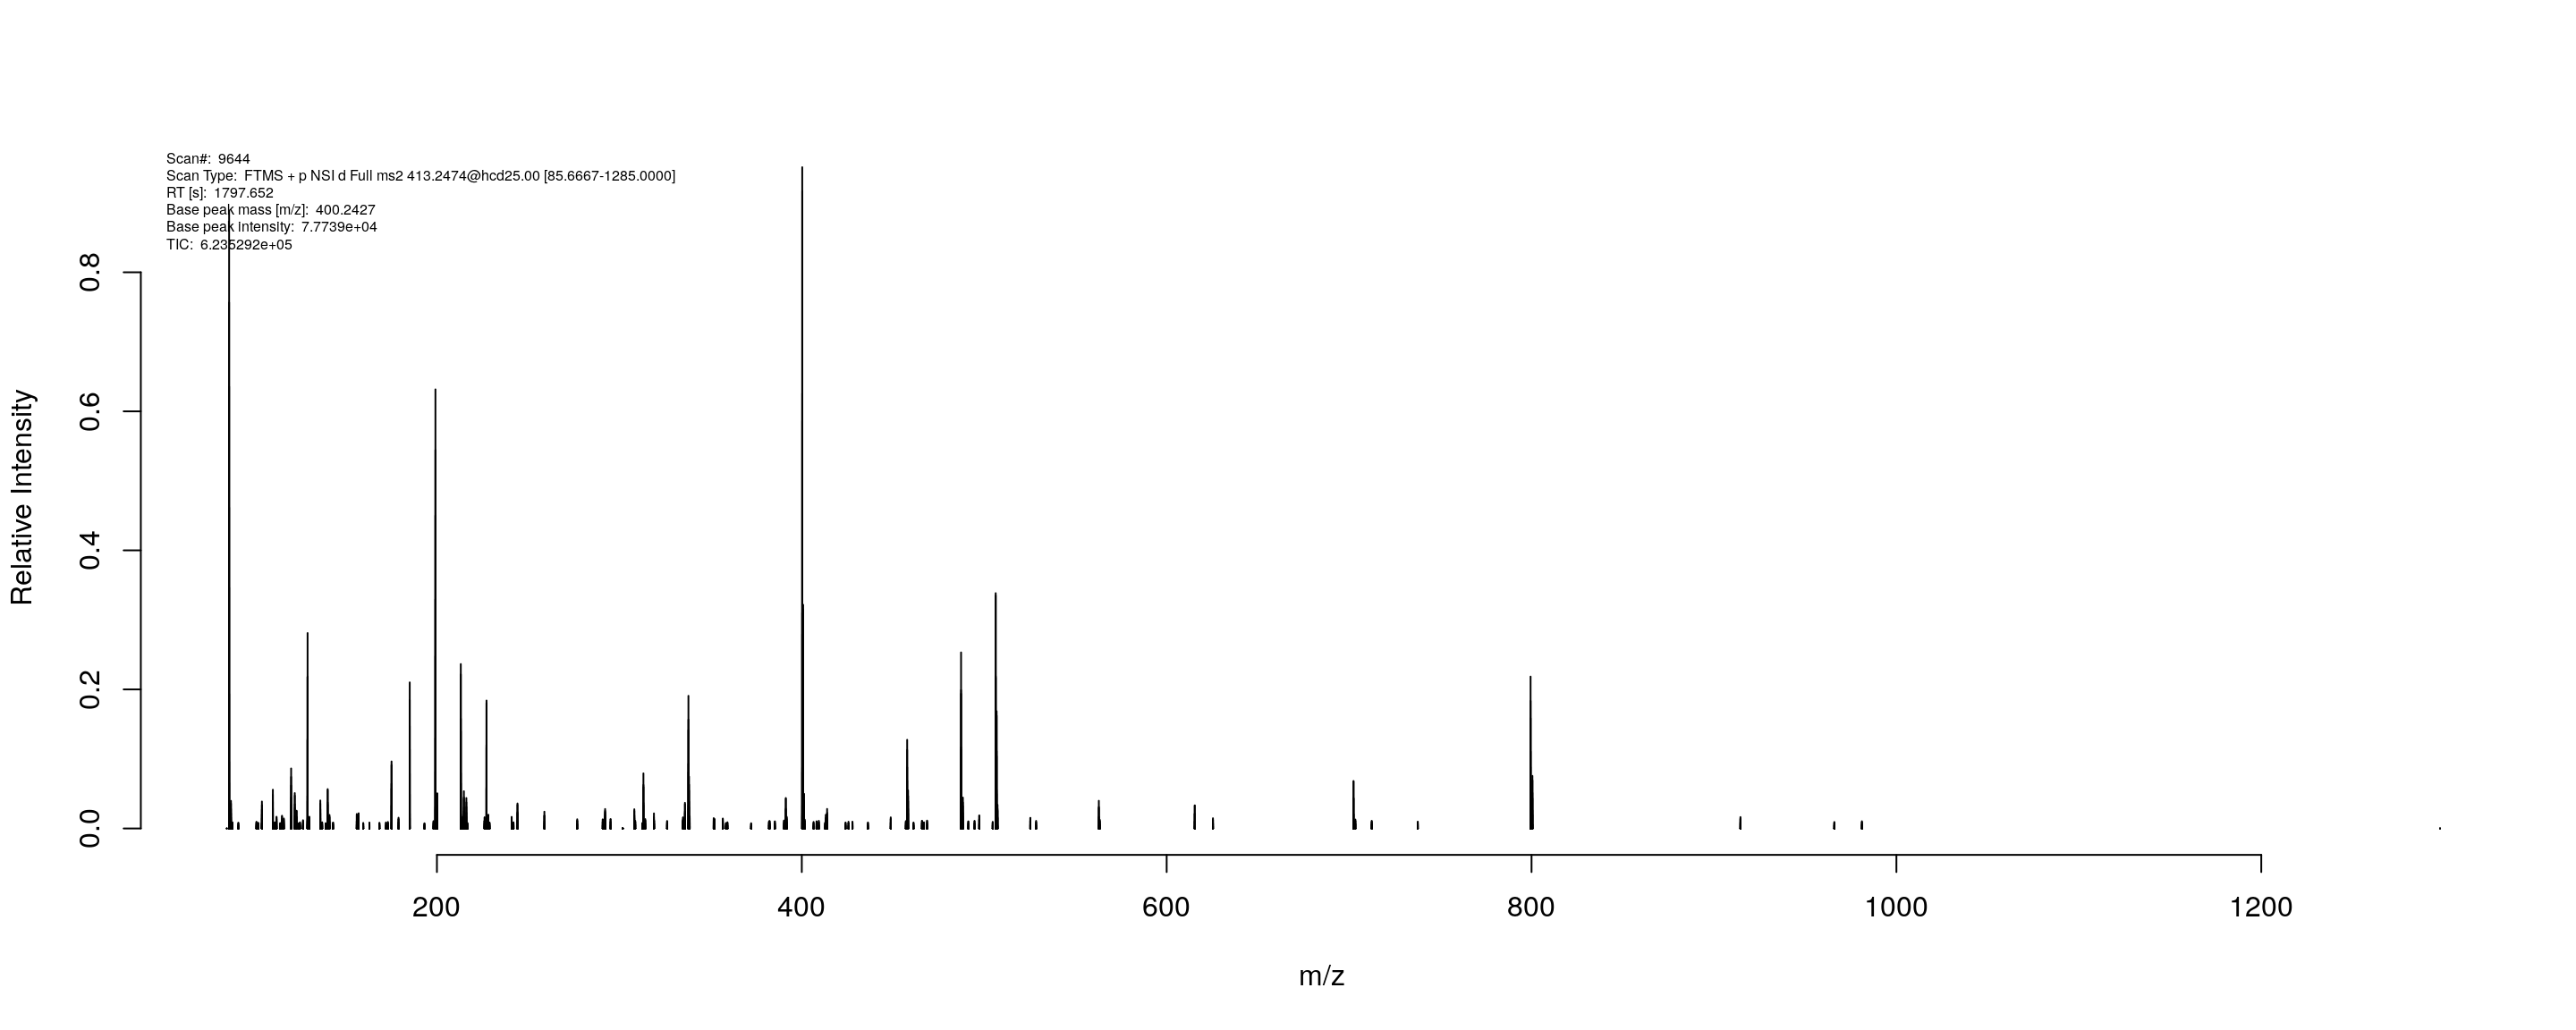 Scan#: 9644
Scan Type: FTMS + p NSI d Full ms2 413.2474@hcd25.00 [85.6667-1285.0000]
RT [s]: 1797.652
Base peak mass [m/z]: 400.2427
Base peak intensity: 7.7739e+04
TIC: 6.235292e+05
Relative Intensity
0.8
0.6
0.4
0.2
0.0
200 400 600 800 1000 1200
m/z